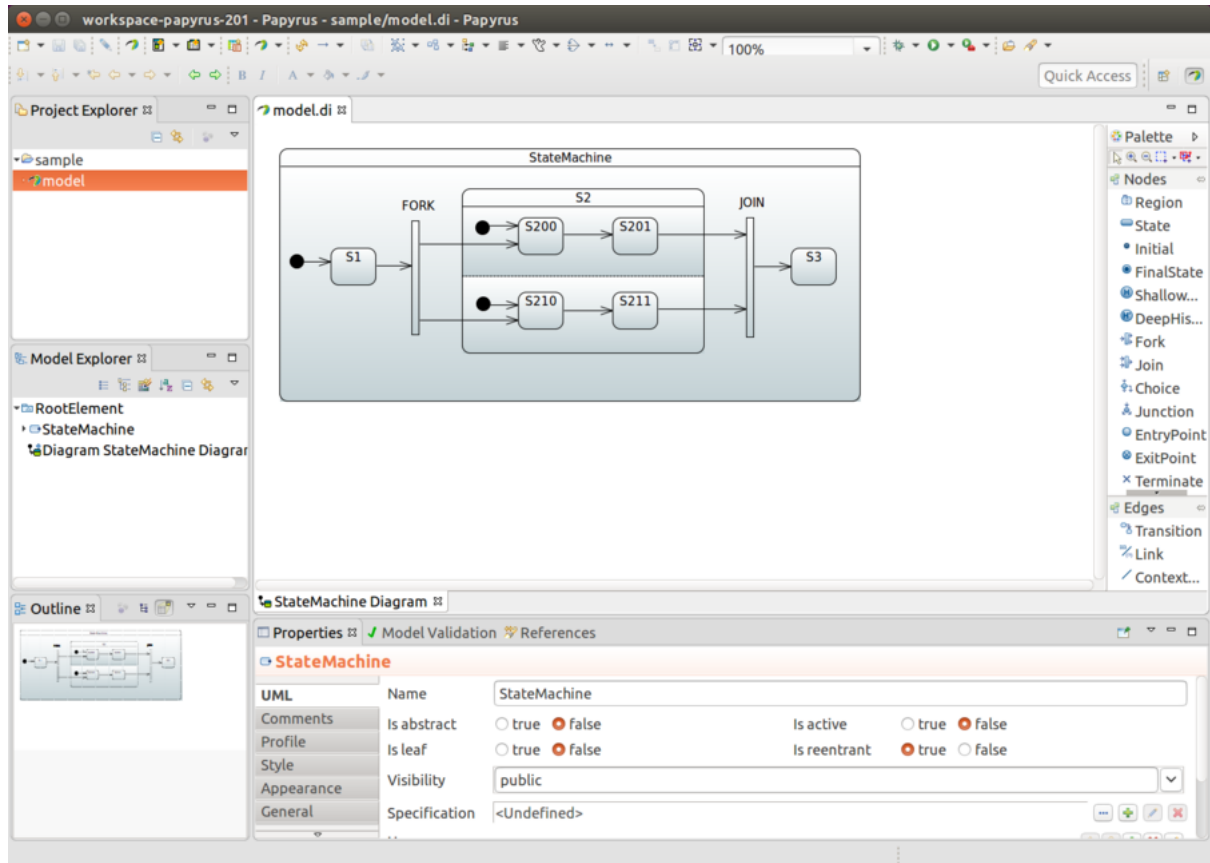 workspace-papyrus-201 - Papyrus - sample/model.di - Papyrus
100%
B I A
Quick Access
Project Explorer
sample
model
model.di
StateMachine
FORK
S2
JOIN
S200 S201
S1
S3
S210 S211
Palette
Nodes
Region
State
Initial
FinalState
Shallow...
DeepHis...
Fork
Join
Choice
Junction
EntryPoint
ExitPoint
Terminate
Edges
Transition
Link
Context...
Model Explorer
RootElement
StateMachine
Diagram StateMachine Diagrar
Outline
StateMachine Diagram
Properties Model Validation References
StateMachine
UML
Comments
Profile
Style
Appearance
General
Name StateMachine
Is abstract true false Is active true false
Is leaf true false Is reentrant true false
Visibility public
Specification <Undefined>